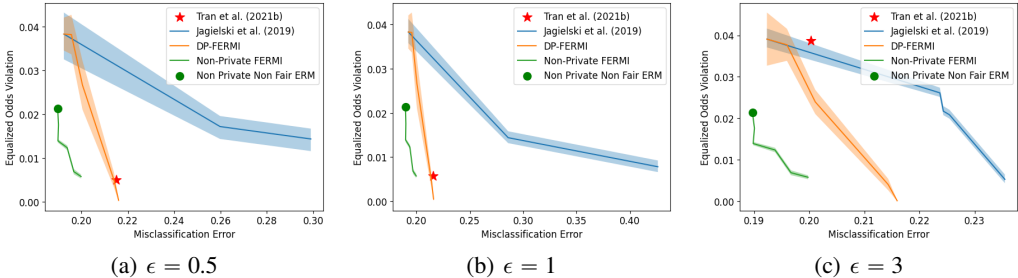 Equalized Odds Violation
0.04
0.03
0.02
0.01
0.00
0.20
0.22
0.24
0.26
0.28
0.30
Misclassification Error
Tran et al. (2021b)
Jagielski et al. (2019)
DP-FERMI
Non-Private FERMI
Non Private Non Fair ERM
(a) ϵ = 0.5
Equalized Odds Violation
0.04
0.03
0.02
0.01
0.00
0.20
0.25
0.30
0.35
0.40
Misclassification Error
Tran et al. (2021b)
Jagielski et al. (2019)
DP-FERMI
Non-Private FERMI
Non Private Non Fair ERM
(b) ϵ = 1
Equalized Odds Violation
0.04
0.03
0.02
0.01
0.00
0.19
0.20
0.21
0.22
0.23
Misclassification Error
Tran et al. (2021b)
Jagielski et al. (2019)
DP-FERMI
Non-Private FERMI
Non Private Non Fair ERM
(c) ϵ = 3